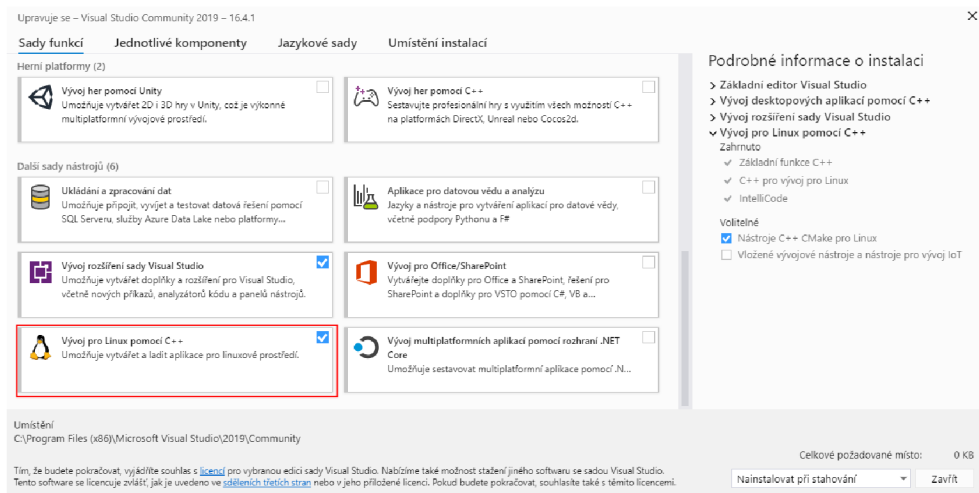 Upravuje se – Visual Studio Community 2019 – 16.4.1
Sady funkcí
Jednotlivé komponenty
Jazykové sady
Umístění instalací
Herní platformy (2)
Vývoj her pomocí Unity
Umožňuje vytvářet 2D i 3D hry v Unity, což je výkonné
multiplatformní vývojové prostředí.
Vývoj her pomocí C++
Sestavujte profesionální hry s využitím všech možností C++
na platformách DirectX, Unreal nebo Cocos2d.
Další sady nástrojů (6)
Ukládání a zpracování dat
Umožňuje připojit, vyvíjet a testovat datová řešení pomocí
SQL Serveru, služby Azure Data Lake nebo platformy...
Aplikace pro datovou vědu a analýzu
Jazyky a nástroje pro vytváření aplikací pro datové vědy,
včetně podpory Pythonu a F#
Vývoj rozšíření sady Visual Studio
Umožňuje vytvářet doplňky a rozšíření pro Visual Studio,
včetně nových příkazů, analyzátorů kódu a panelů nástrojů.
Vývoj pro Office/SharePoint
Vytvářejte doplňky pro Office a SharePoint, řešení pro
SharePoint a doplňky pro VSTO pomocí C#, VB a...
Vývoj pro Linux pomocí C++
Umožňuje vytvářet a ladit aplikace pro linuxové prostředí.
Vývoj multiplatformních aplikací pomocí rozhraní .NET
Core
Umožňuje sestavovat multiplatformní aplikace pomocí .N...
Podrobné informace o instalaci
Základní editor Visual Studio
Vývoj desktopových aplikací pomocí C++
Vývoj rozšíření sady Visual Studio
Vývoj pro Linux pomocí C++
Zahrnuto
Základní funkce C++
C++ pro vývoj pro Linux
IntelliCode
Volitelné
Nástroje C++ CMake pro Linux
Vložené vývojové nástroje a nástroje pro vývoj IoT
Umístění
C:\Program Files (x86)\Microsoft Visual Studio\2019\Community
Tím, že budete pokračovat, vyjádříte souhlas s licencí pro vybranou edici sady Visual Studio. Nabízíme také možnost stažení jiného softwaru se sadou Visual Studio.
Tento software se licencuje zvlášť, jak je uvedeno ve sděleních třetích stran nebo v jeho přiložené licenci. Pokud budete pokračovat, souhlasíte také s těmito licencemi.
Celkové požadované místo: 0 KB
Nainstalovat při stahování
Zavřít